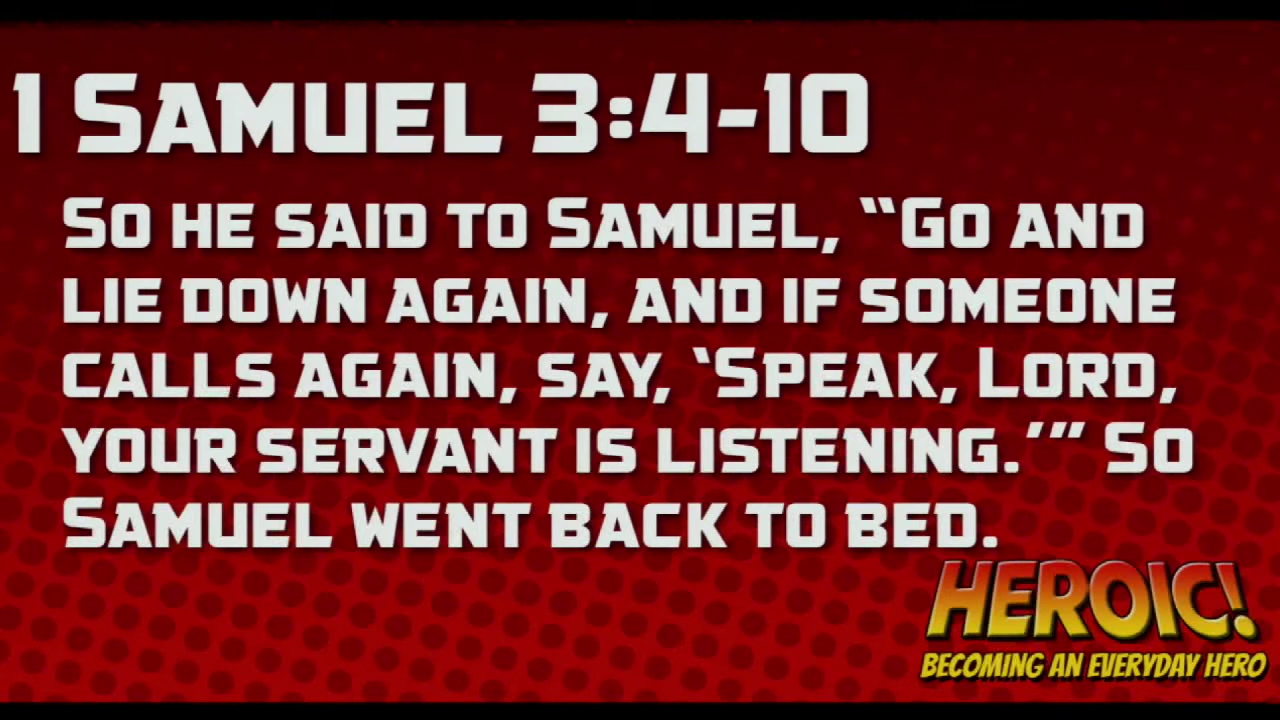 1 Samuel 3:4-10
So he said to Samuel, “Go and
lie down again, and if someone
calls again, say, ‘Speak, Lord,
your servant is listening.’” So
Samuel went back to bed.
HEROIC!
BECOMING AN EVERYDAY HERO